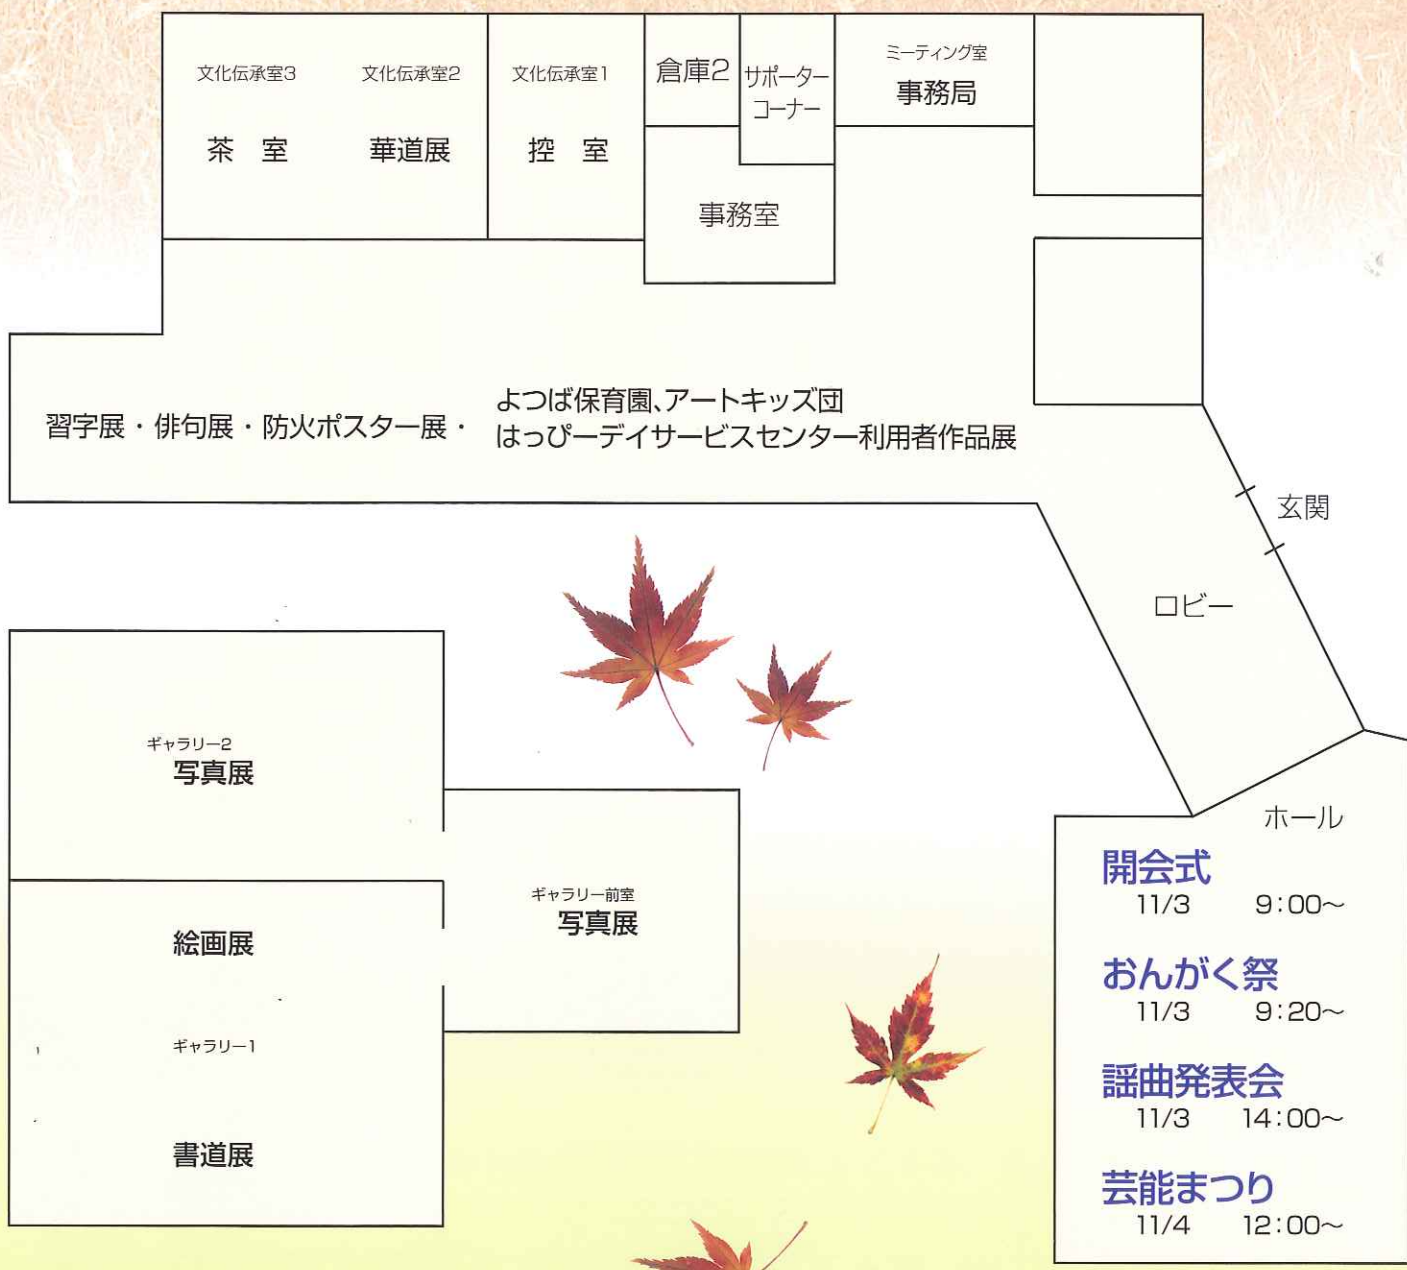 文化伝承室3
茶 室
文化伝承室2
華道展
文化伝承室1
控 室
倉庫2
サポーター
コーナー
ミーティング室
事務局
事務室
習字展・俳句展・防火ポスター展・
よつば保育園、アートキッズ団
はっぴーデイサービスセンター利用者作品展
玄関
ロビー
ギャラリー2
写真展
ギャラリー前室
写真展
絵画展
ギャラリー1
書道展
ホール
開会式
11/3 9:00〜
おんがく祭
11/3 9:20〜
謡曲発表会
11/3 14:00〜
芸能まつり
11/4 12:00〜